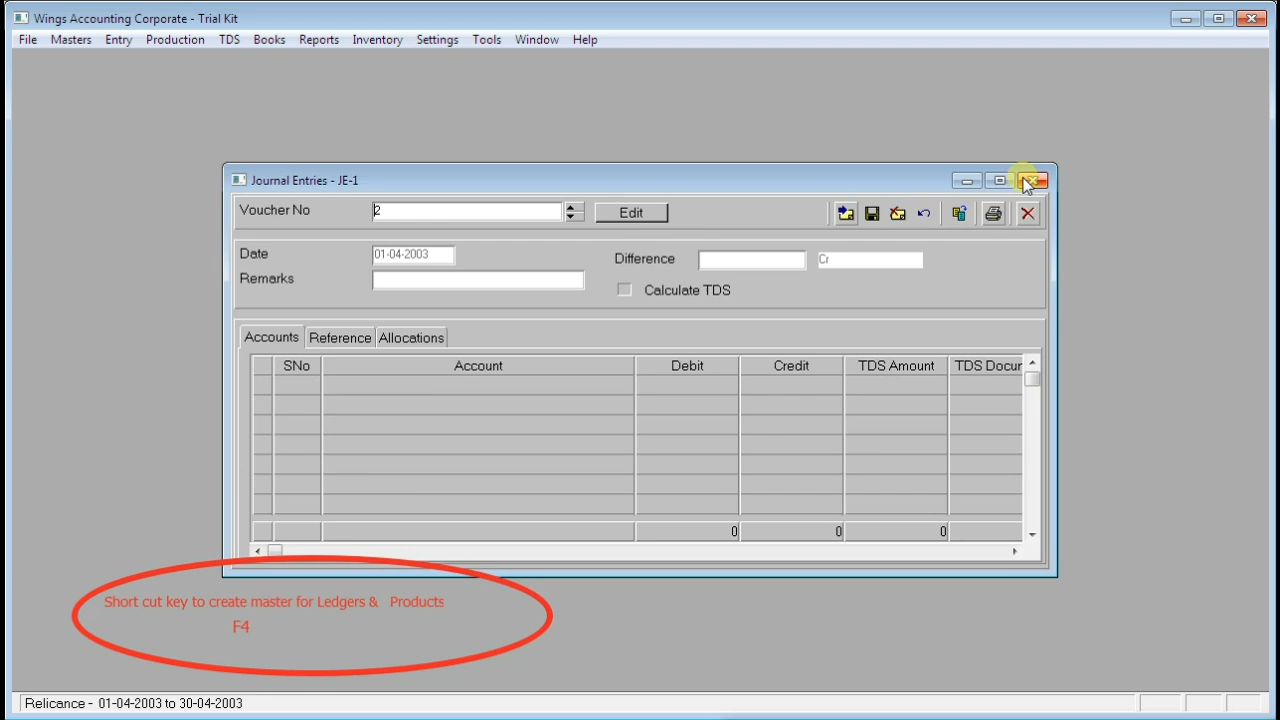 Wings Accounting Corporate - Trial Kit
File Masters Entry Production TDS Books Reports Inventory Settings Tools Window Help
Journal Entries - JE-1
Voucher No 2 Edit
Date 01-04-2003 Difference Cr
Remarks
Calculate TDS
Accounts Reference Allocations
SNo Account Debit Credit TDS Amount TDS Docur
0 0 0
Short cut key to create master for Ledgers & Products
F4
Relicance - 01-04-2003 to 30-04-2003